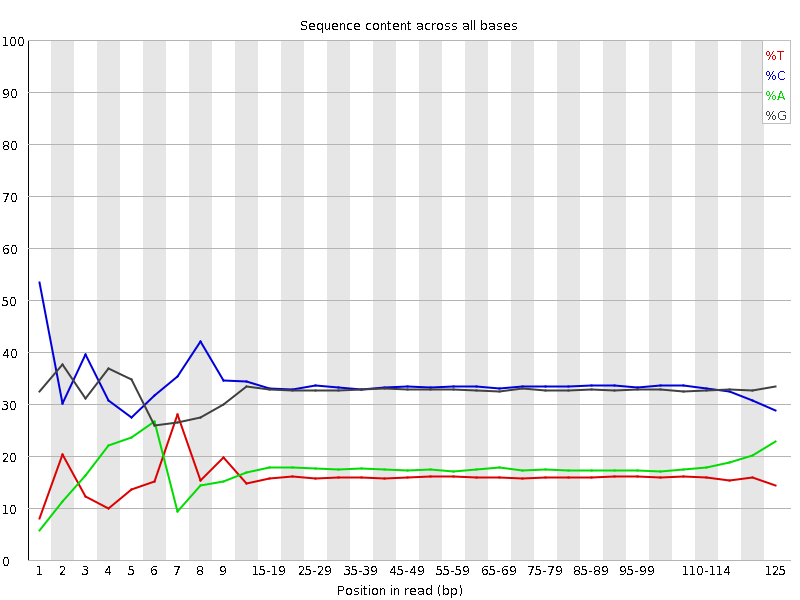 Sequence content across all bases
%T
%C
%A
%G
100
90
80
70
60
50
40
30
20
10
0
1 2 3 4 5 6 7 8 9 15-19 25-29 35-39 45-49 55-59 65-69 75-79 85-89 95-99 110-114 125
Position in read (bp)